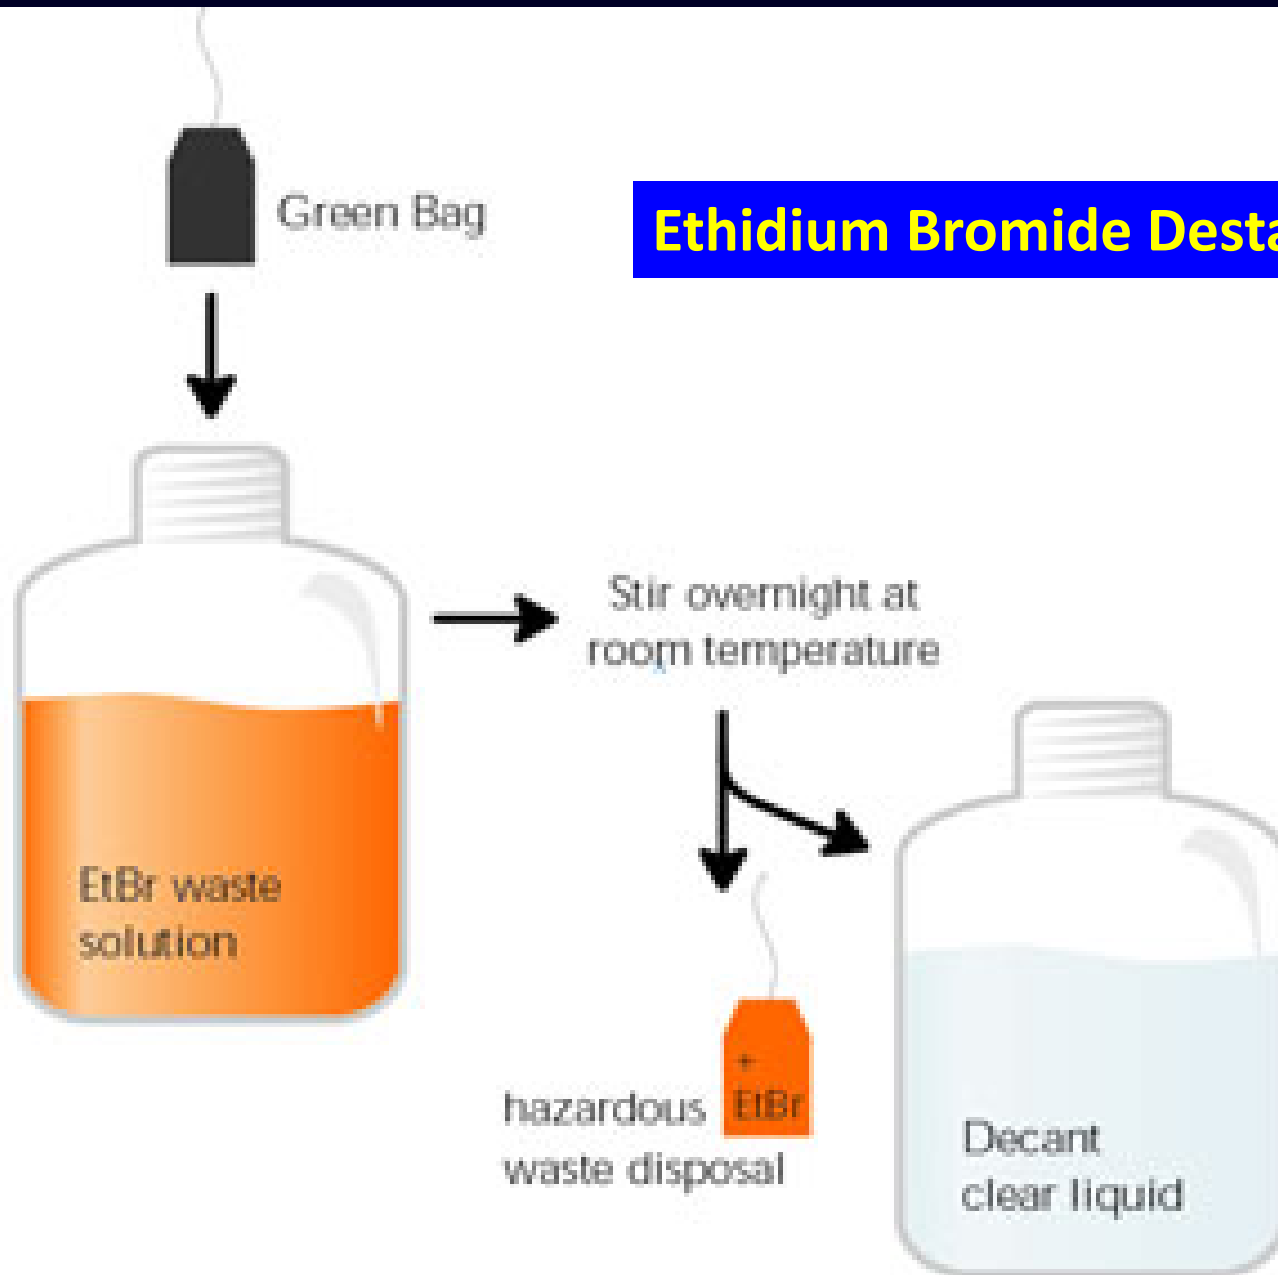 Green Bag
Ethidium Bromide Desta
Stir overnight at
room temperature
EtBr waste
solution
+
EtBr
hazardous
waste disposal
Decant
clear liquid